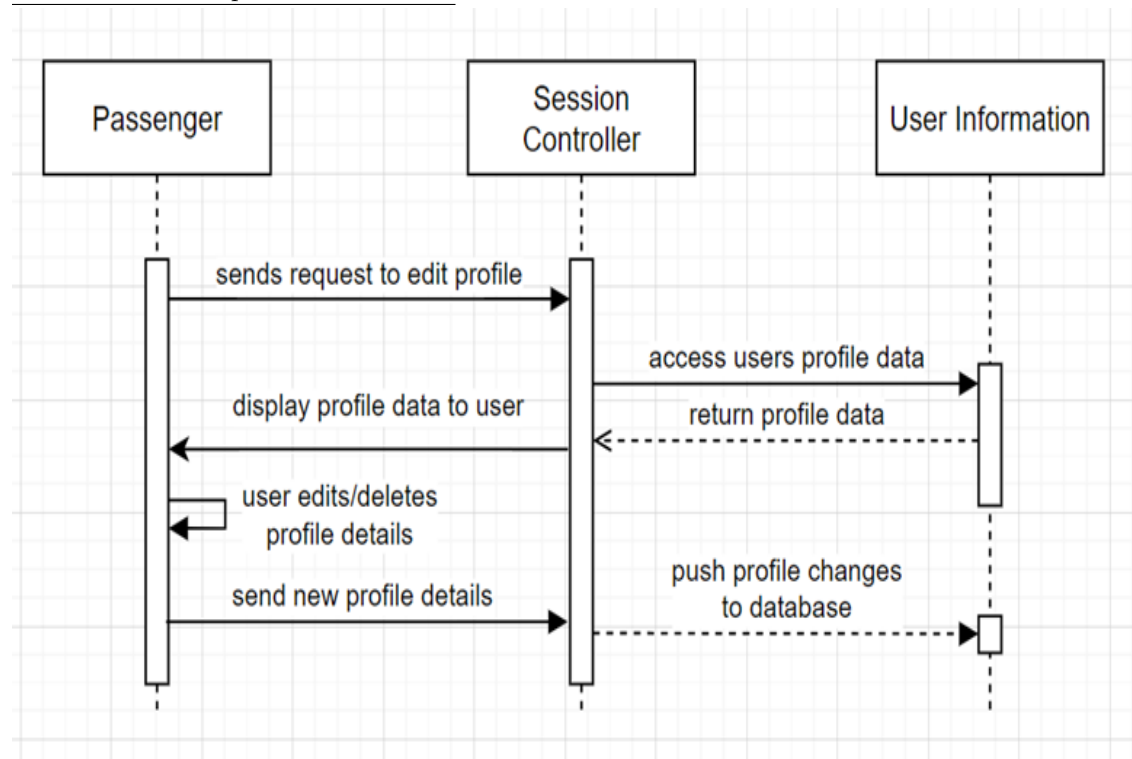 Passenger
Session
Controller
User Information
sends request to edit profile
access users profile data
display profile data to user
return profile data
user edits/deletes
profile details
send new profile details
push profile changes
to database